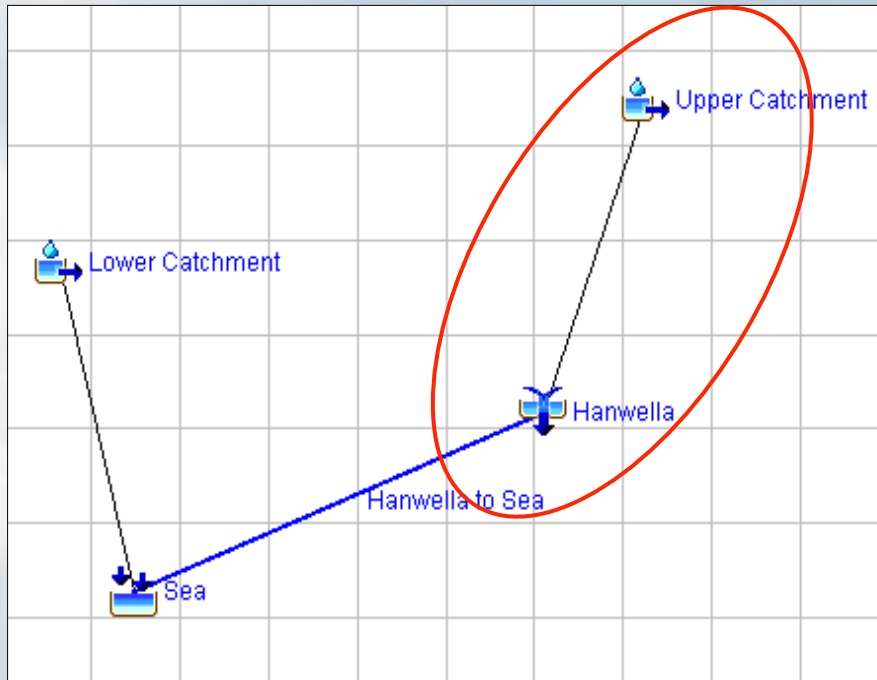 Upper Catchment
Lower Catchment
Hanwella
Hanwella to Sea
Sea